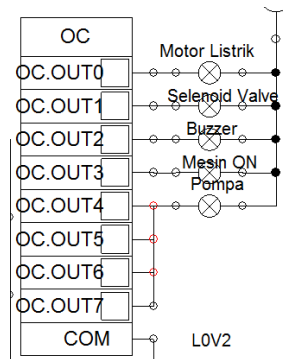 OC
Motor Listrik
OC.OUT0
Selenoid Valve
OC.OUT1
Buzzer
OC.OUT2
Mesin ON
OC.OUT3
Pompa
OC.OUT4
OC.OUT5
OC.OUT6
OC.OUT7
COM
L0V2